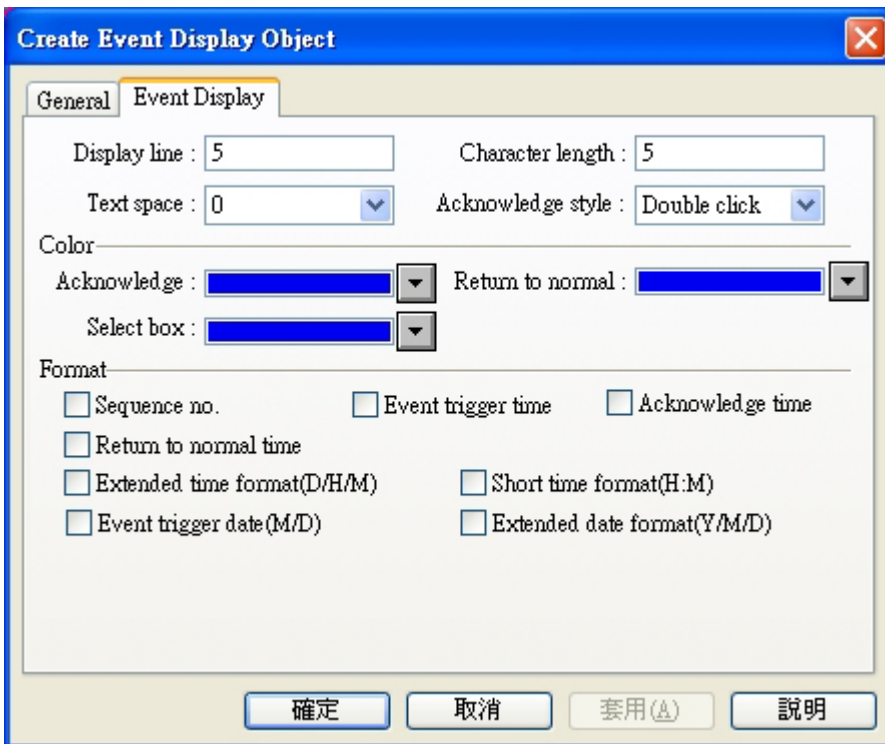 Create Event Display Object
General Event Display
Display line : 5 Character length : 5
Text space : 0 Acknowledge style : Double click
Color
Acknowledge : Return to normal :
Select box :
Format
Sequence no. Event trigger time Acknowledge time
Return to normal time
Extended time format(D/H/M) Short time format(H:M)
Event trigger date(M/D) Extended date format(Y/M/D)
確定 取消 套用(A) 說明